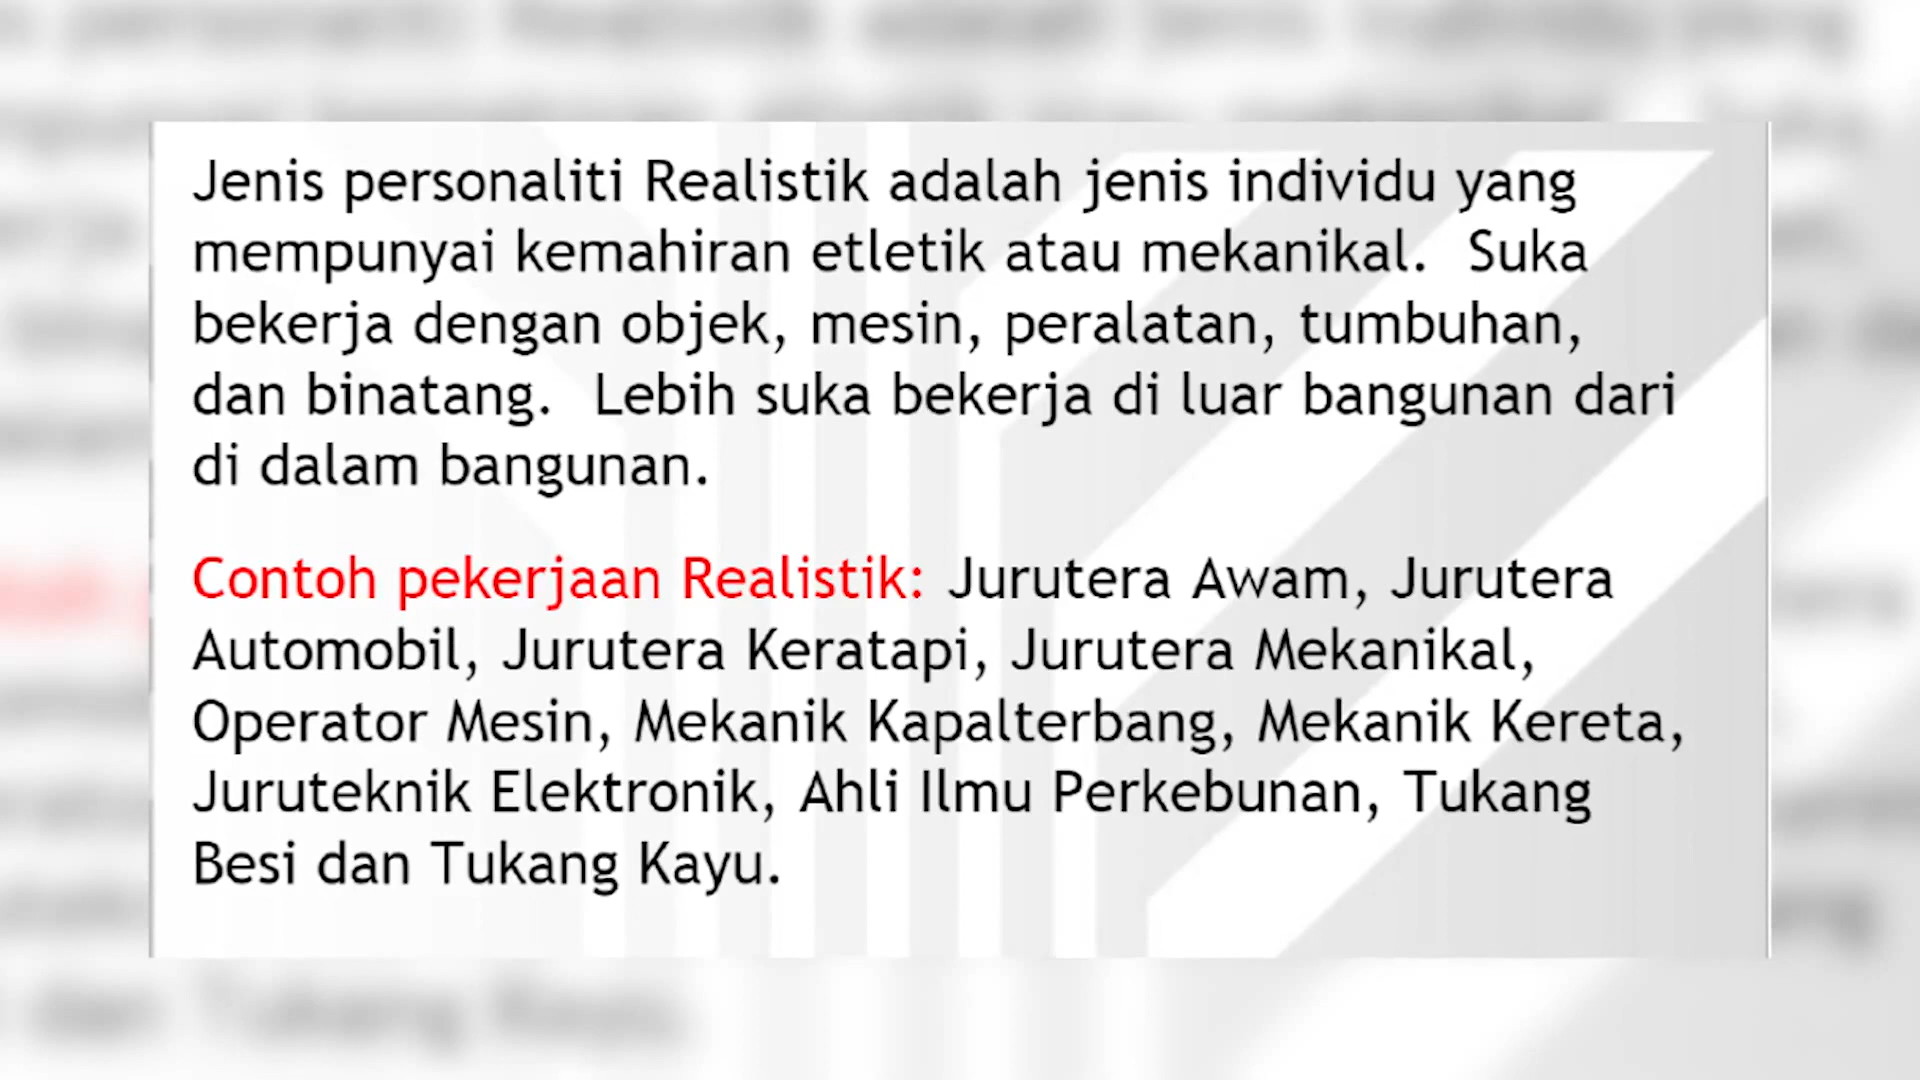 Jenis personaliti Realistik adalah jenis individu yang
mempunyai kemahiran etletik atau mekanikal.  Suka
bekerja dengan objek, mesin, peralatan, tumbuhan,
dan binatang.  Lebih suka bekerja di luar bangunan dari
di dalam bangunan.
Contoh pekerjaan Realistik: Jurutera Awam, Jurutera
Automobil, Jurutera Keratapi, Jurutera Mekanikal,
Operator Mesin, Mekanik Kapalterbang, Mekanik Kereta,
Juruteknik Elektronik, Ahli Ilmu Perkebunan, Tukang
Besi dan Tukang Kayu.